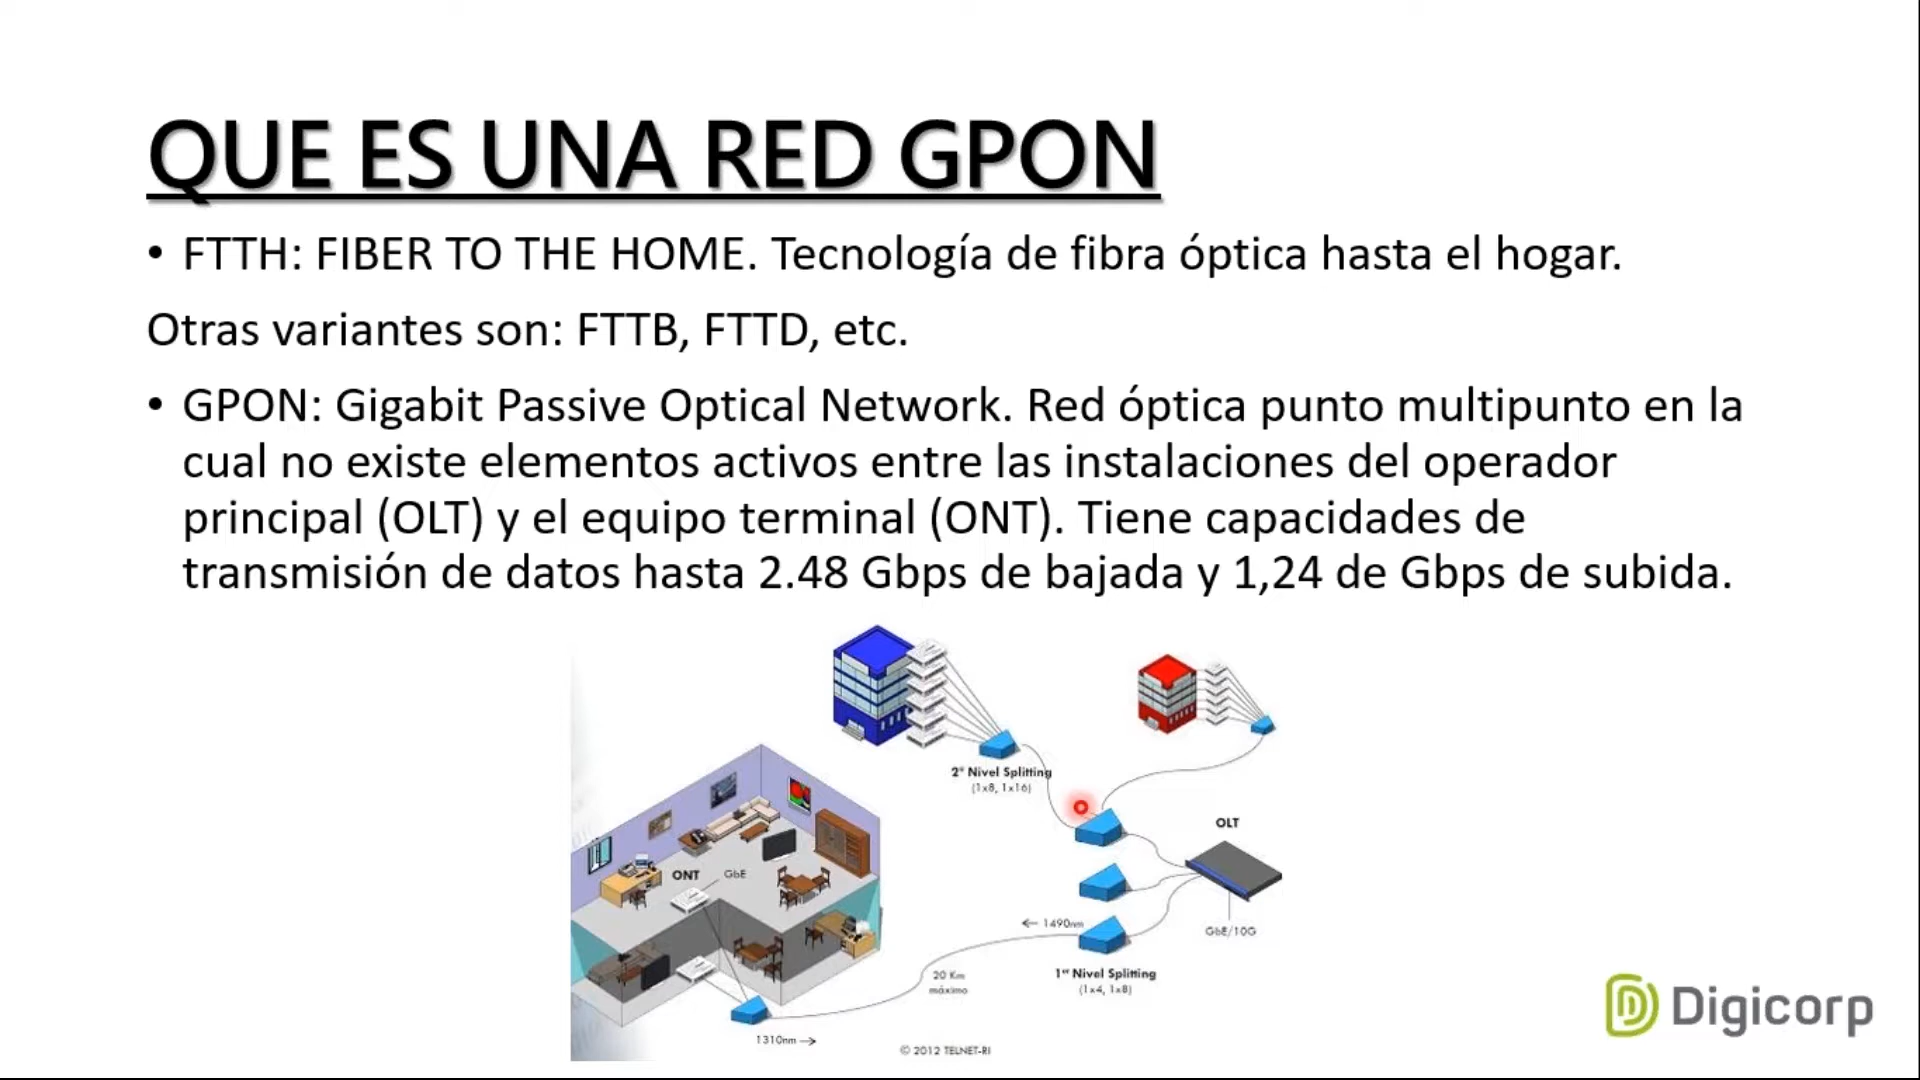 QUE ES UNA RED GPON
• FTTH: FIBER TO THE HOME. Tecnología de fibra óptica hasta el hogar.
Otras variantes son: FTTB, FTTD, etc.
• GPON: Gigabit Passive Optical Network. Red óptica punto multipunto en la
cual no existe elementos activos entre las instalaciones del operador
principal (OLT) y el equipo terminal (ONT). Tiene capacidades de
transmisión de datos hasta 2.48 Gbps de bajada y 1,24 de Gbps de subida.
2º Nivel Splitting
(1x8, 1x16)
OLT
ONT
GbE
← 1490nm
GbE/10G
20 Km
máximo
1er Nivel Splitting
(1x4, 1x8)
1310nm →
© 2012 TELNET-RI
Digicorp